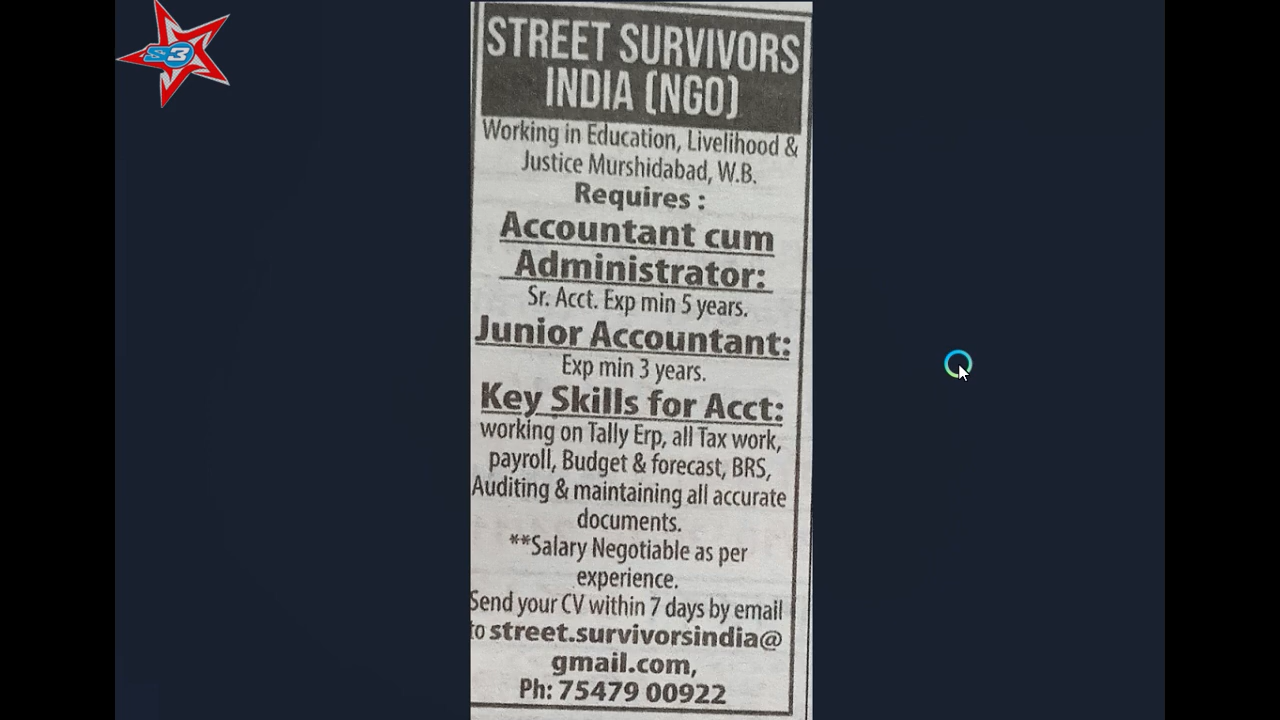 S3
STREET SURVIVORS
INDIA (NGO)
Working in Education, Livelihood &
Justice Murshidabad, W.B.
Requires :
Accountant cum
Administrator:
Sr. Acct. Exp min 5 years.
Junior Accountant:
Exp min 3 years.
Key Skills for Acct:
working on Tally Erp, all Tax work,
payroll, Budget & forecast, BRS,
Auditing & maintaining all accurate
documents.
**Salary Negotiable as per
experience.
Send your CV within 7 days by email
to street.survivorsindia@
gmail.com,
Ph: 75479 00922